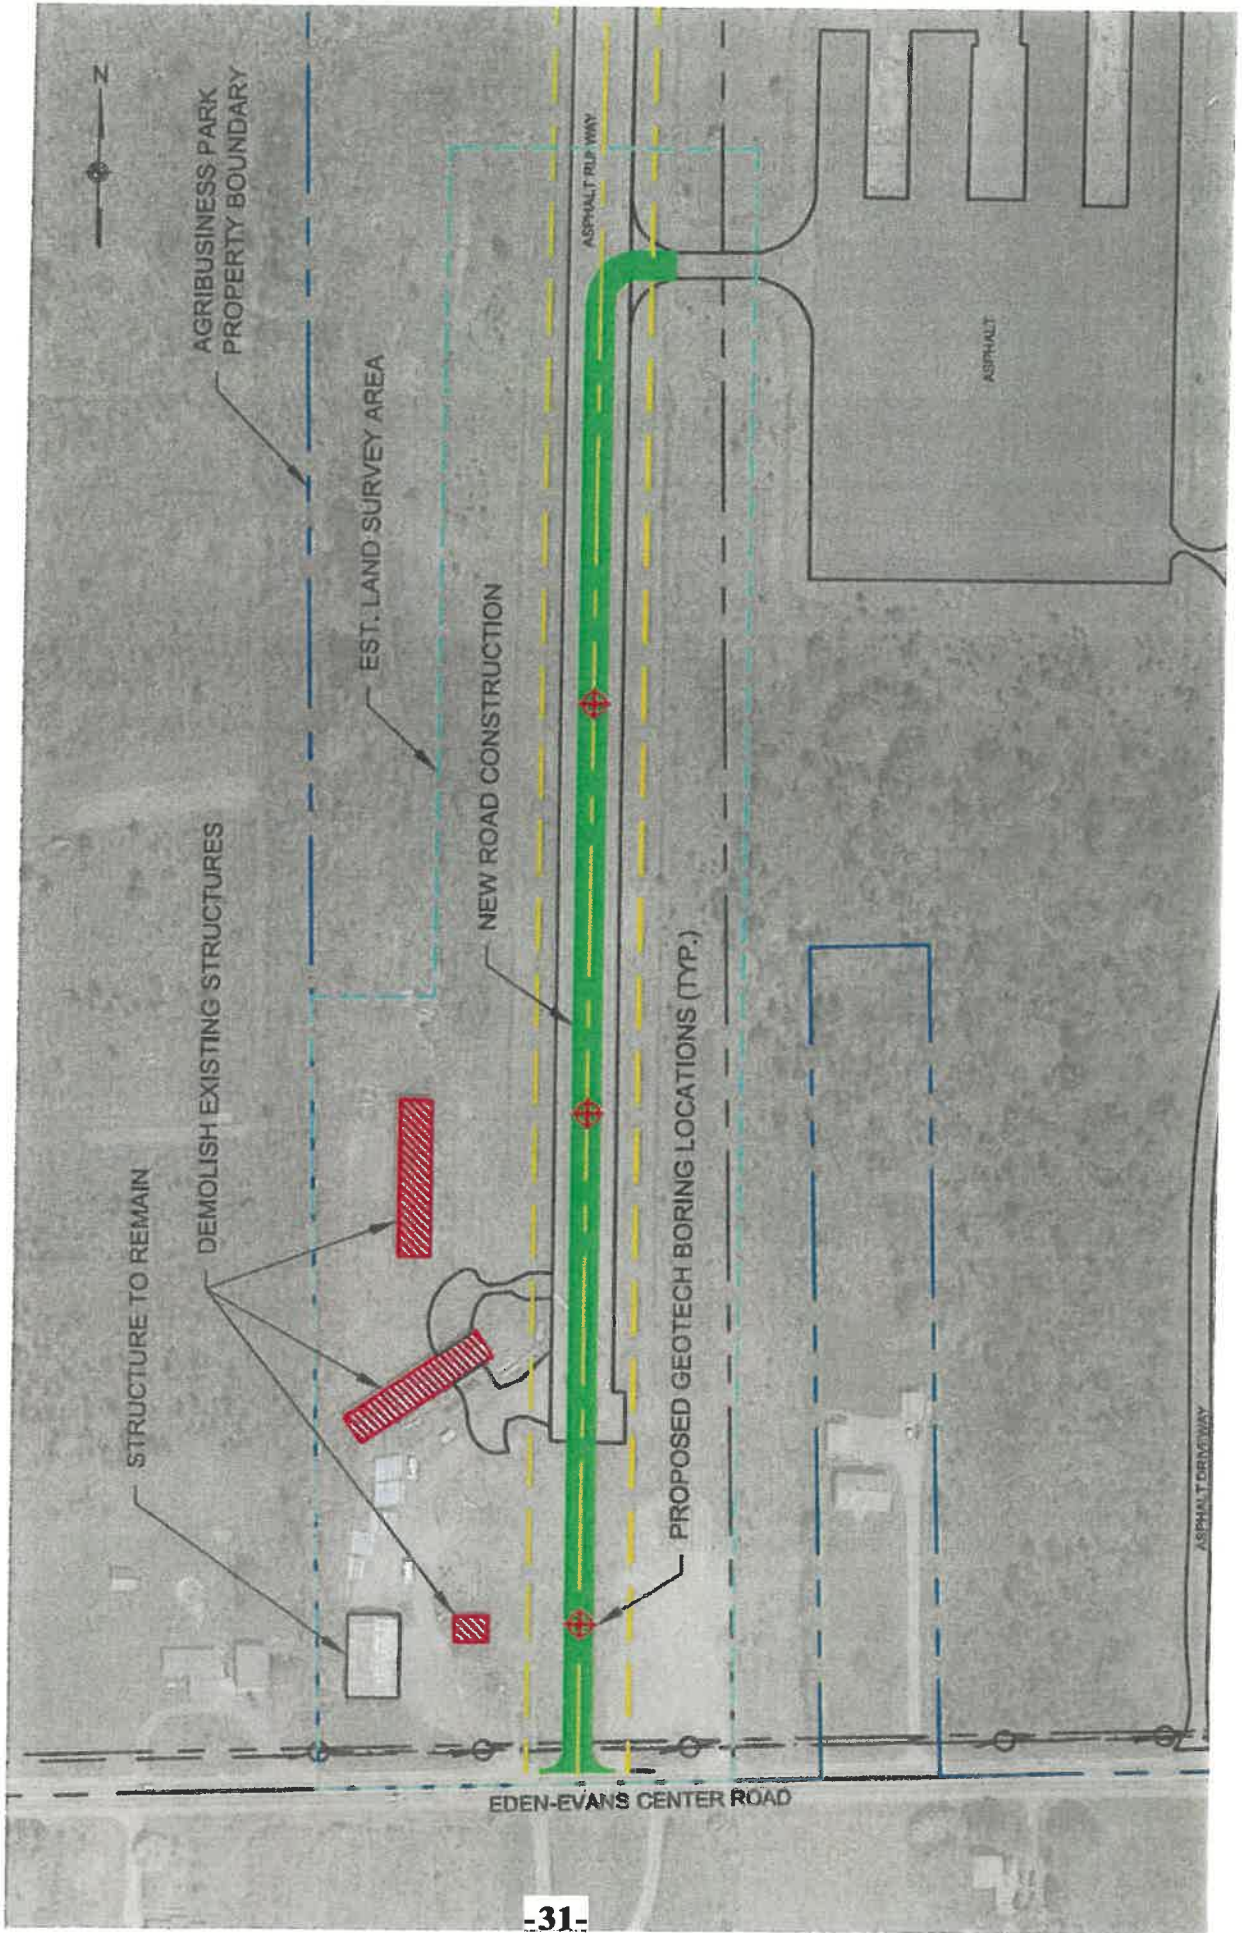 N
AGRIBUSINESS PARK
PROPERTY BOUNDARY
EST. LAND SURVEY AREA
DEMOLISH EXISTING STRUCTURES
STRUCTURE TO REMAIN
NEW ROAD CONSTRUCTION
PROPOSED GEOTECH BORING LOCATIONS (TYP.)
ASPHALT RUNWAY
ASPHALT
ASPHALT DRIVEWAY
EDEN-EVANS CENTER ROAD
-31-